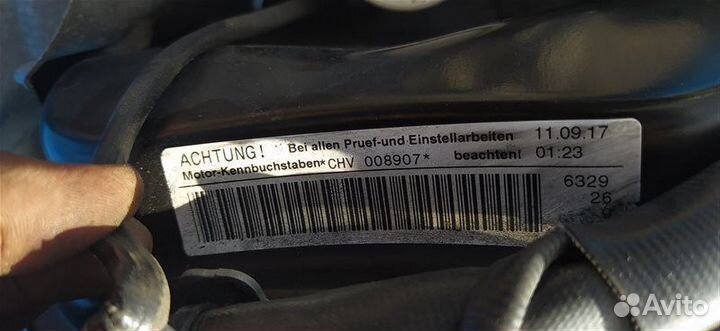 ACHTUNG! Bei allen Pruef-und Einstellarbeiten 11.09.17
Motor-Kennbuchstaben*CHV 008907* beachten! 01:23
6329
26
Avito